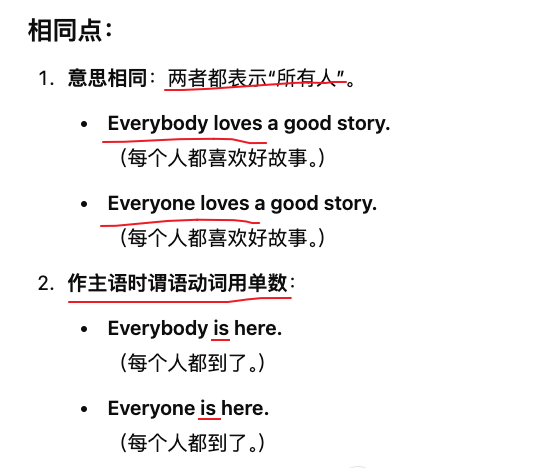 相同点：
1. 意思相同：两者都表示“所有人”。
• Everybody loves a good story.
（每个人都喜欢好故事。）
• Everyone loves a good story.
（每个人都喜欢好故事。）
2. 作主语时谓语动词用单数：
• Everybody is here.
（每个人都到了。）
• Everyone is here.
（每个人都到了。）